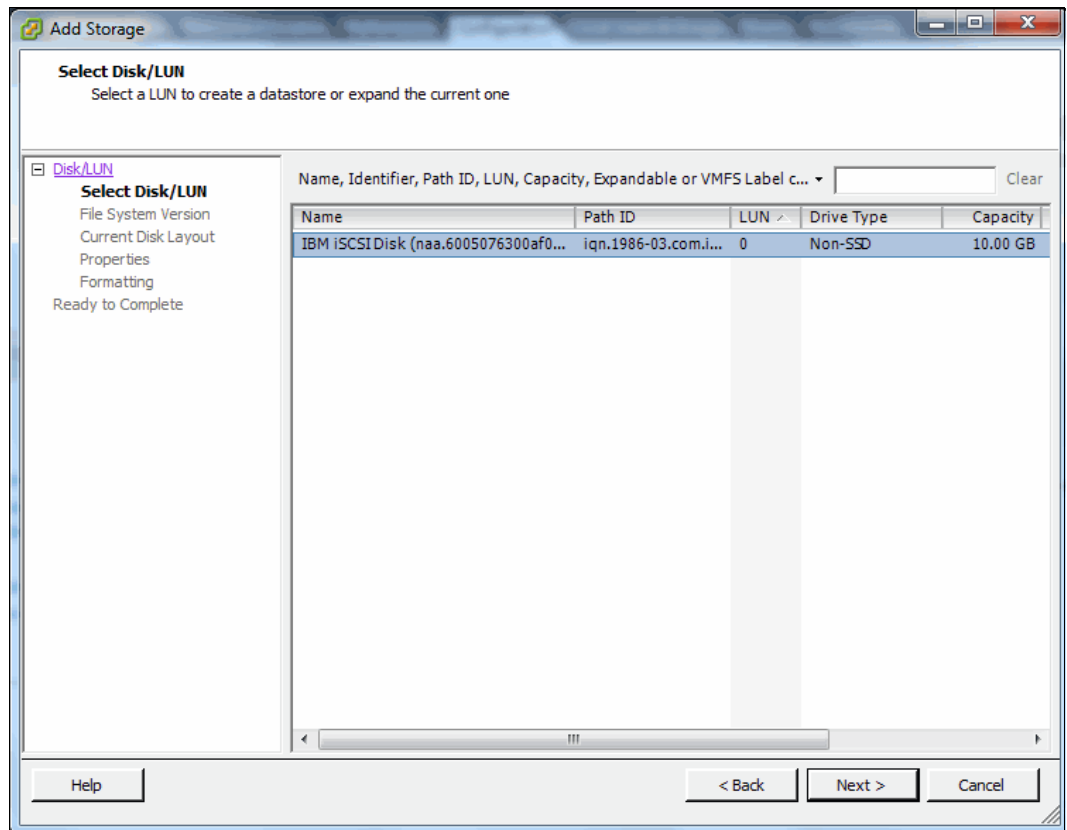 Add Storage
Select Disk/LUN
Select a LUN to create a datastore or expand the current one
Disk/LUN
Select Disk/LUN
File System Version
Current Disk Layout
Properties
Formatting
Ready to Complete
Name, Identifier, Path ID, LUN, Capacity, Expandable or VMFS Label c... Clear
Name Path ID LUN Drive Type Capacity
IBM iSCSI Disk (naa.6005076300af0... iqn.1986-03.com.i... 0 Non-SSD 10.00 GB
Help < Back Next > Cancel